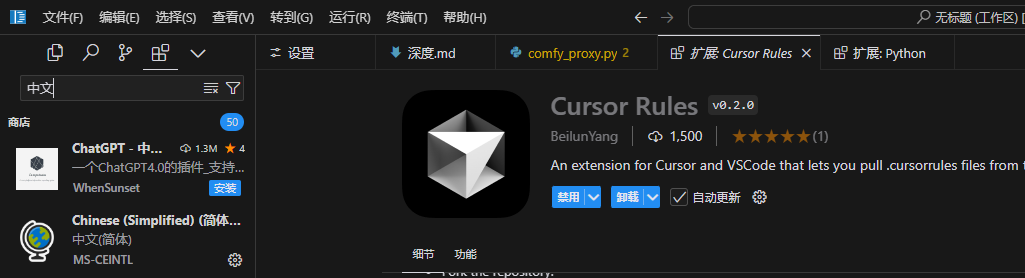 文件(F) 编辑(E) 选择(S) 查看(V) 转到(G) 运行(R) 终端(T) 帮助(H) 无标题 (工作区) [
设置 深度.md comfy_proxy.py 2 扩展: Cursor Rules 扩展: Python
中文
商店 50
ChatGPT - 中... 1.3M 4
一个ChatGPT4.0的插件_支持...
WhenSunset 安装
Chinese (Simplified) (简体...
中文(简体)
MS-CEINTL
Cursor Rules v0.2.0
BeilunYang 1,500 (1)
An extension for Cursor and VSCode that lets you pull .cursorrules files from
禁用 卸载 自动更新
细节 功能